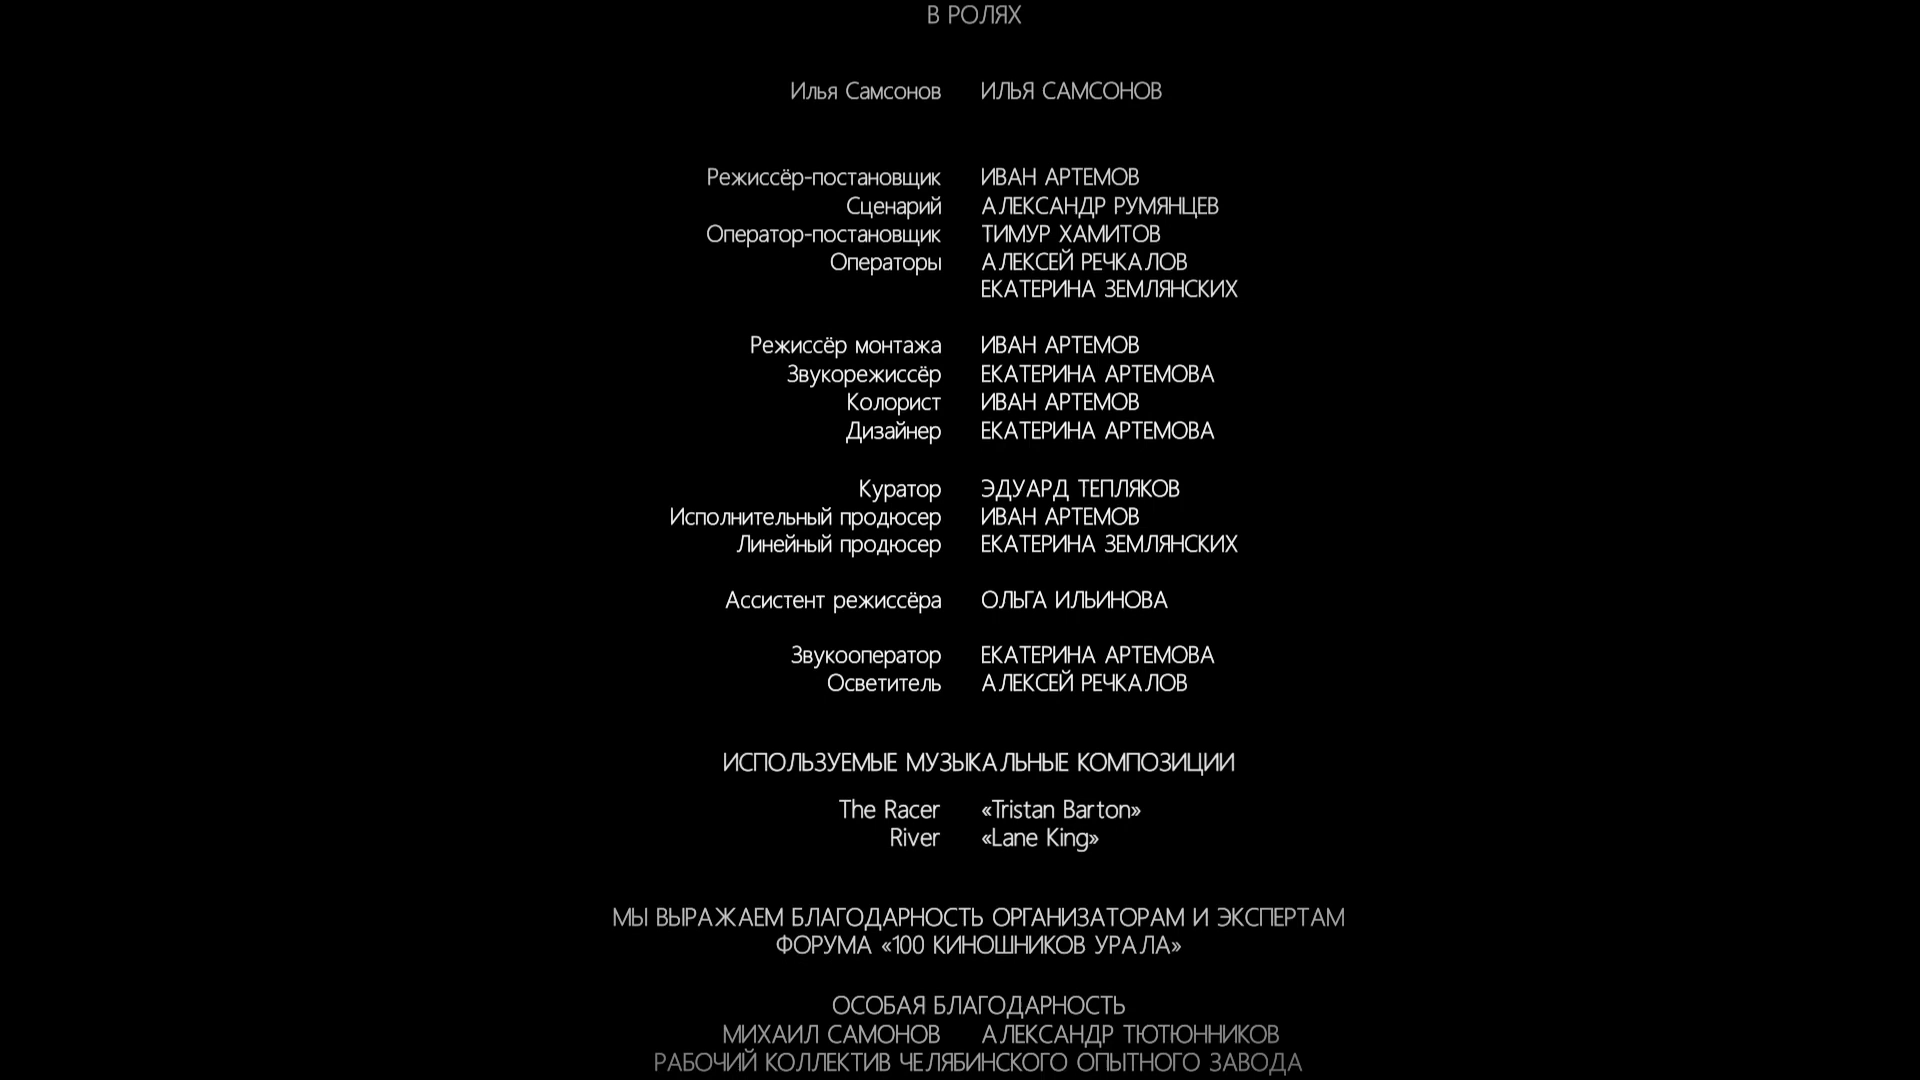 В РОЛЯХ
Илья Самсонов ИЛЬЯ САМСОНОВ
Режиссёр-постановщик ИВАН АРТЕМОВ
Сценарий АЛЕКСАНДР РУМЯНЦЕВ
Оператор-постановщик ТИМУР ХАМИТОВ
Операторы АЛЕКСЕЙ РЕЧКАЛОВ
ЕКАТЕРИНА ЗЕМЛЯНСКИХ
Режиссёр монтажа ИВАН АРТЕМОВ
Звукорежиссёр ЕКАТЕРИНА АРТЕМОВА
Колорист ИВАН АРТЕМОВ
Дизайнер ЕКАТЕРИНА АРТЕМОВА
Куратор ЭДУАРД ТЕПЛЯКОВ
Исполнительный продюсер ИВАН АРТЕМОВ
Линейный продюсер ЕКАТЕРИНА ЗЕМЛЯНСКИХ
Ассистент режиссёра ОЛЬГА ИЛЬИНОВА
Звукооператор ЕКАТЕРИНА АРТЕМОВА
Осветитель АЛЕКСЕЙ РЕЧКАЛОВ
ИСПОЛЬЗУЕМЫЕ МУЗЫКАЛЬНЫЕ КОМПОЗИЦИИ
The Racer «Tristan Barton»
River «Lane King»
МЫ ВЫРАЖАЕМ БЛАГОДАРНОСТЬ ОРГАНИЗАТОРАМ И ЭКСПЕРТАМ
ФОРУМА «100 КИНОШНИКОВ УРАЛА»
ОСОБАЯ БЛАГОДАРНОСТЬ
МИХАИЛ САМОНОВ АЛЕКСАНДР ТЮТЮННИКОВ
РАБОЧИЙ КОЛЛЕКТИВ ЧЕЛЯБИНСКОГО ОПЫТНОГО ЗАВОДА